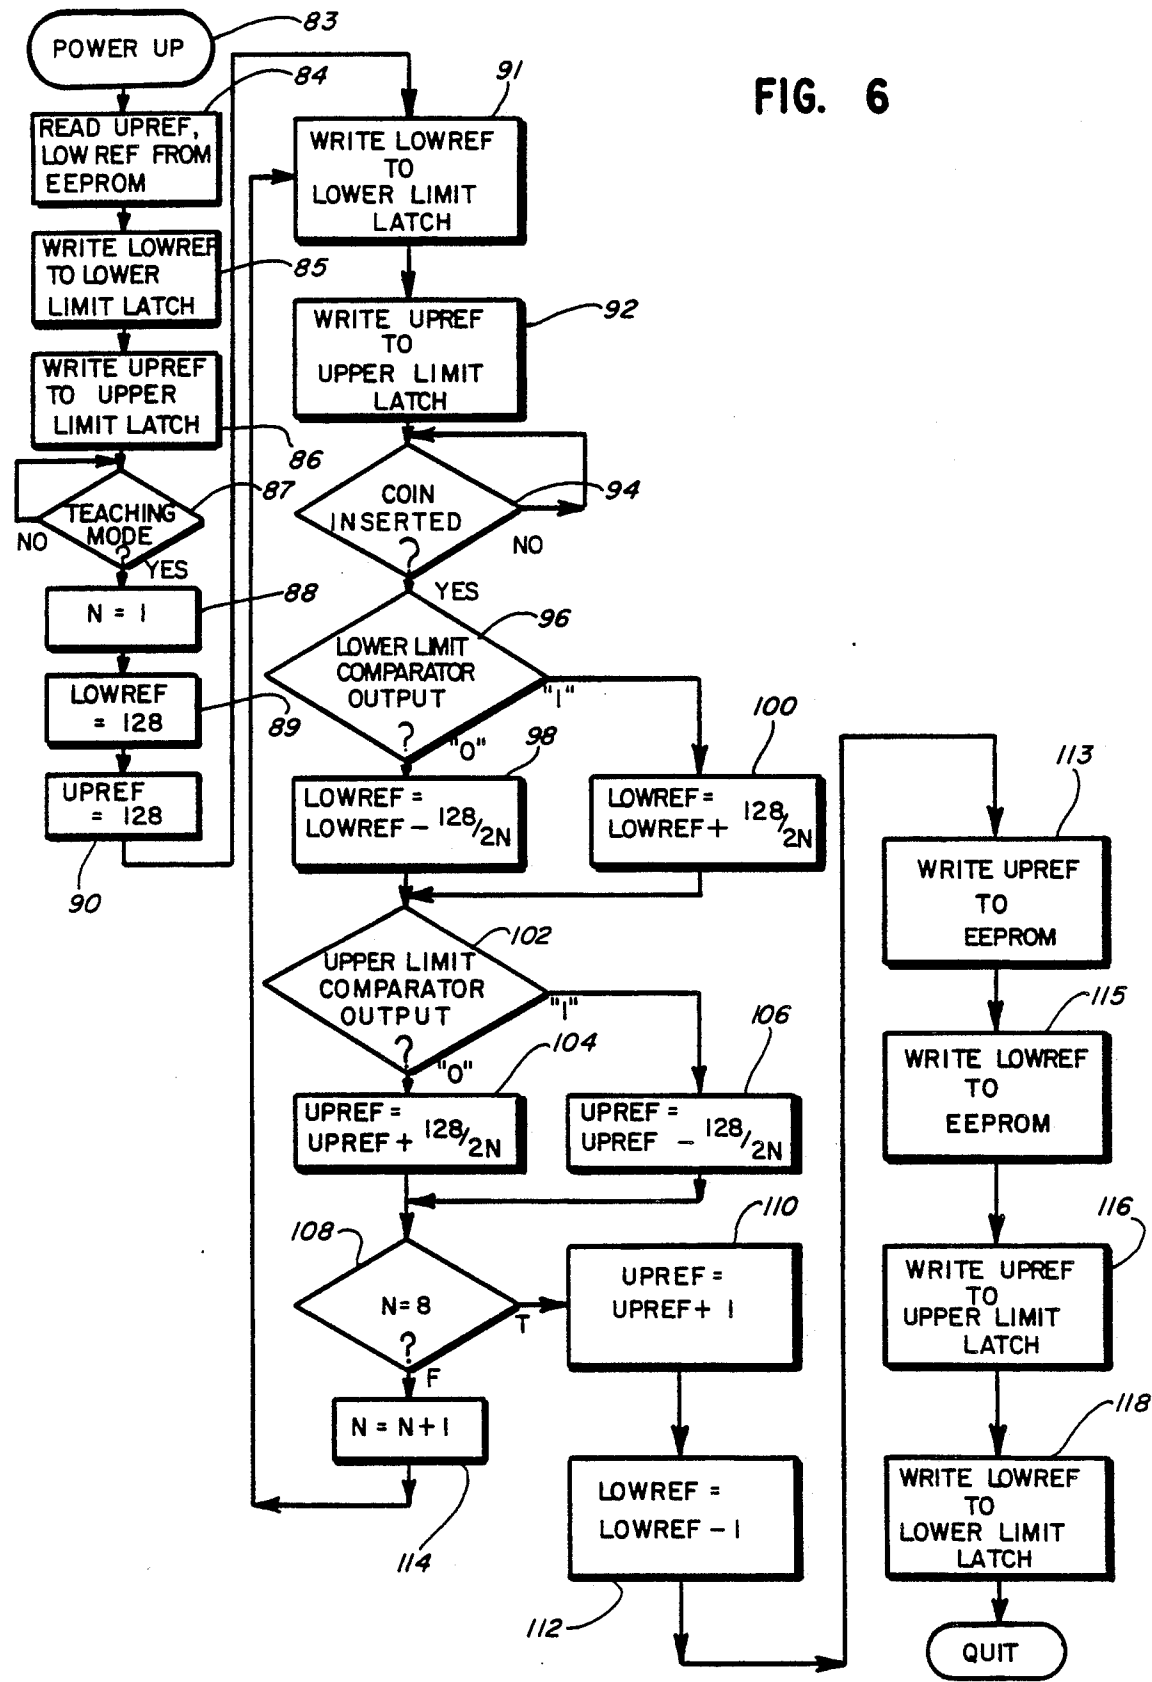 FIG. 6
POWER UP
83
84
READ UPREF,
LOW REF FROM
EEPROM
WRITE LOWREF
TO LOWER
LIMIT LATCH
85
WRITE UPREF
TO UPPER
LIMIT LATCH
86
TEACHING
MODE
?
87
NO
YES
N = 1
88
LOWREF
= 128
89
UPREF
= 128
90
91
WRITE LOWREF
TO
LOWER LIMIT
LATCH
92
WRITE UPREF
TO
UPPER LIMIT
LATCH
COIN
INSERTED
?
94
NO
YES
96
LOWER LIMIT
COMPARATOR
OUTPUT
?
"1"
"0"
98
LOWREF =
LOWREF - 128/2N
100
LOWREF =
LOWREF + 128/2N
102
UPPER LIMIT
COMPARATOR
OUTPUT
?
"1"
"0"
104
UPREF =
UPREF + 128/2N
106
UPREF =
UPREF - 128/2N
108
N=8
?
T
F
110
UPREF =
UPREF + 1
N = N+1
114
LOWREF =
LOWREF - 1
112
113
WRITE UPREF
TO
EEPROM
115
WRITE LOWREF
TO
EEPROM
116
WRITE UPREF
TO
UPPER LIMIT
LATCH
118
WRITE LOWREF
TO
LOWER LIMIT
LATCH
QUIT